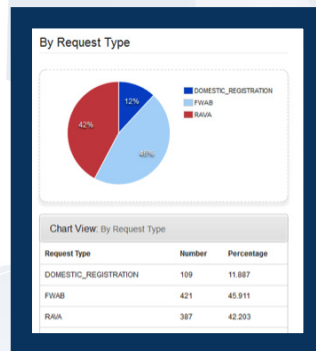 By Request Type
DOMESTIC_REGISTRATION
FWAB
RAVA
12%
42%
46%
Chart View: By Request Type
Request Type Number Percentage
DOMESTIC_REGISTRATION 109 11.887
FWAB 421 45.911
RAVA 387 42.203